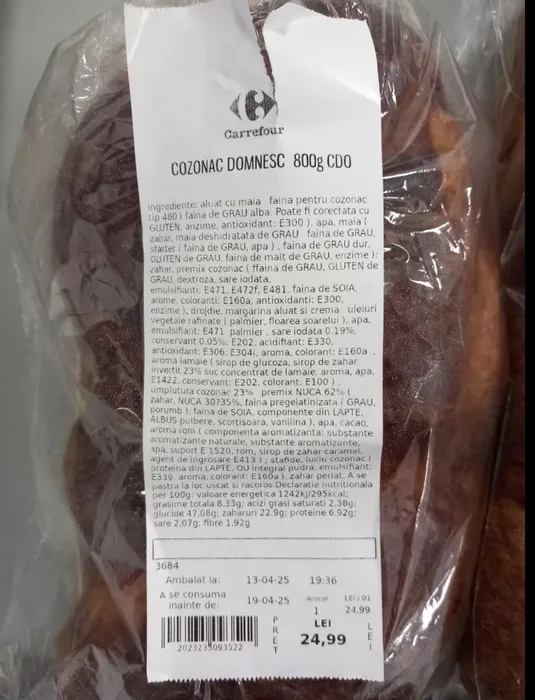 Carrefour
COZONAC DOMNESC 800g CDO
Ingrediente: aluat cu maia faina pentru cozonac
tip 480 ( faina de GRAU alba. Poate fi corectata cu
GLUTEN, anzime, antioxidant: E300 ), apa, maia (
zahar, maia deshidratata de GRAU faina de GRAU,
starter ( faina de GRAU, apa ) , faina de GRAU dur,
GLUTEN de GRAU, faina de malt de GRAU, enzime );
zahar, premix cozonac ( ffaina de GRAU, GLUTEN de
GRAU, dextroza, sare iodata,
emulsifianti: E471, E472f, E481, faina de SOIA,
arome, coloranti: E160a, antioxidanti: E300,
enzime ), drojdie, margarina aluat si crema uleiuri
vegetale rafinate ( palmier, floarea soarelui ), apa,
emulsifiant: E471 palmier , sare iodata 0.19%,
conservant 0.05%: E202, acidifiant: E330,
antioxidant: E306: E304i, aroma, colorant: E160a ,
aroma lamaie ( sirop de glucoza, sirop de zahar
invertit 23% suc concentrat de lamaie, aroma, apa,
E1422, conservant: E202, colorant: E100 ) ,
umplutura cozonac 23% premix NUCA 62% (
zahar, NUCA 30?35%, faina pregelatinizata ( GRAU,
porumb ), faina de SOIA, componente din LAPTE,
ALBUS pulbere, scortisoara, vanilina ), apa, cacao,
aroma rom ( componenta aromatizanta: substante
aromatizante naturale, substante aromatizante,
apa, suport E 1520, rom, sirop de zahar caramel,
agent de ingrosare E413 ) ; stafide, luciu cozonac (
proteina din LAPTE, OU integral pudra, emulsifiant:
E339, aroma, colorant: E160a ), zahar perlat. A se
pastra la loc uscat si racoros.Declaratie nutritionala
per 100g: valoare energetica 1242kj/295kcal;
grasime totala 8.33g; acizi grasi saturati 2.38g;
glucide 47.08g; zaharuri 22.9g; proteine 6.92g;
sare 2.07g; fibre 1.92g
3684
Ambalat la: 13-04-25 19:36
A se consuma
inainte de: 19-04-25
Articol LEI / 01
1 24,99
PRET LEI LEI
24,99
2023233093522